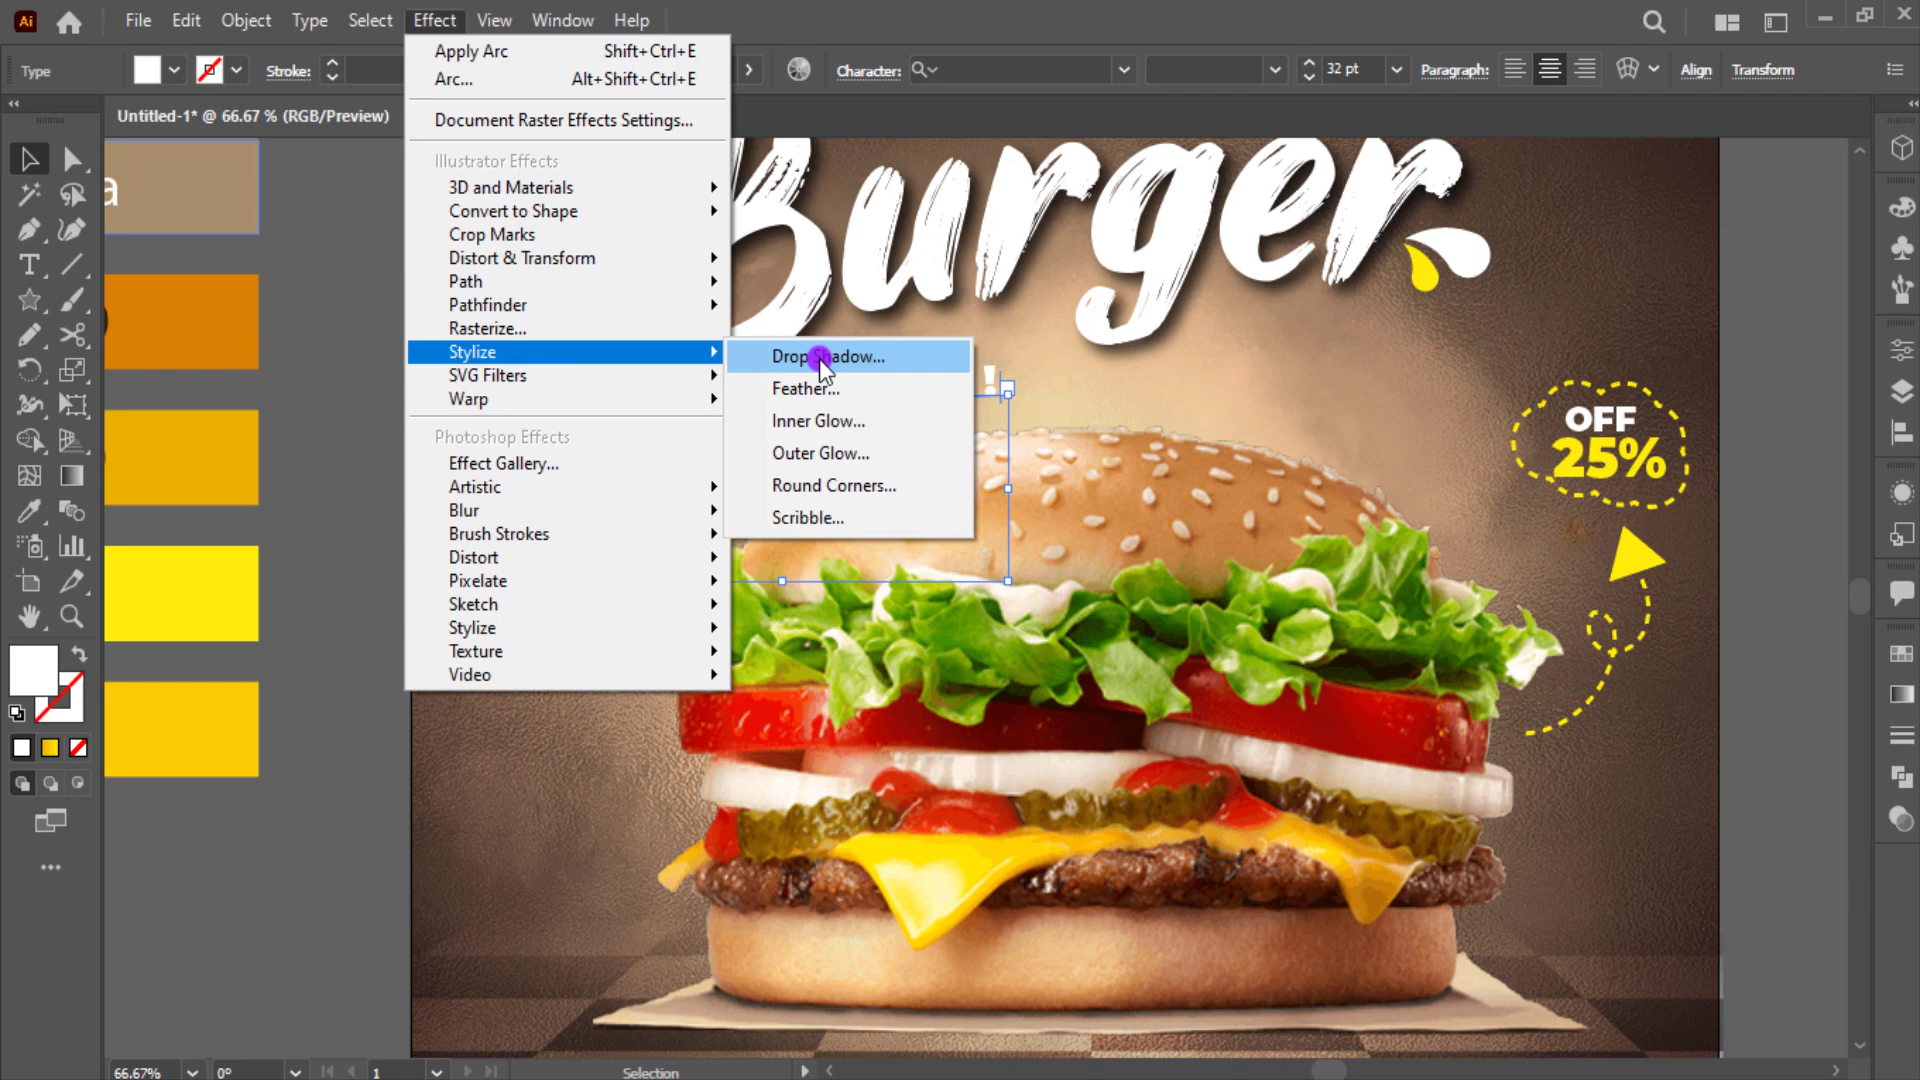 Ai File Edit Object Type Select Effect View Window Help
Type Stroke: Character: 32 pt Paragraph: Align Transform
Apply Arc Shift+Ctrl+E
Arc... Alt+Shift+Ctrl+E
Document Raster Effects Settings...
Illustrator Effects
3D and Materials
Convert to Shape
Crop Marks
Distort & Transform
Path
Pathfinder
Rasterize...
Stylize
SVG Filters
Warp
Photoshop Effects
Effect Gallery...
Artistic
Blur
Brush Strokes
Distort
Pixelate
Sketch
Stylize
Texture
Video
Drop Shadow...
Feather...
Inner Glow...
Outer Glow...
Round Corners...
Scribble...
Untitled-1* @ 66.67 % (RGB/Preview)
a
Burger
!
OFF
25%
66.67% 0° 1 Selection